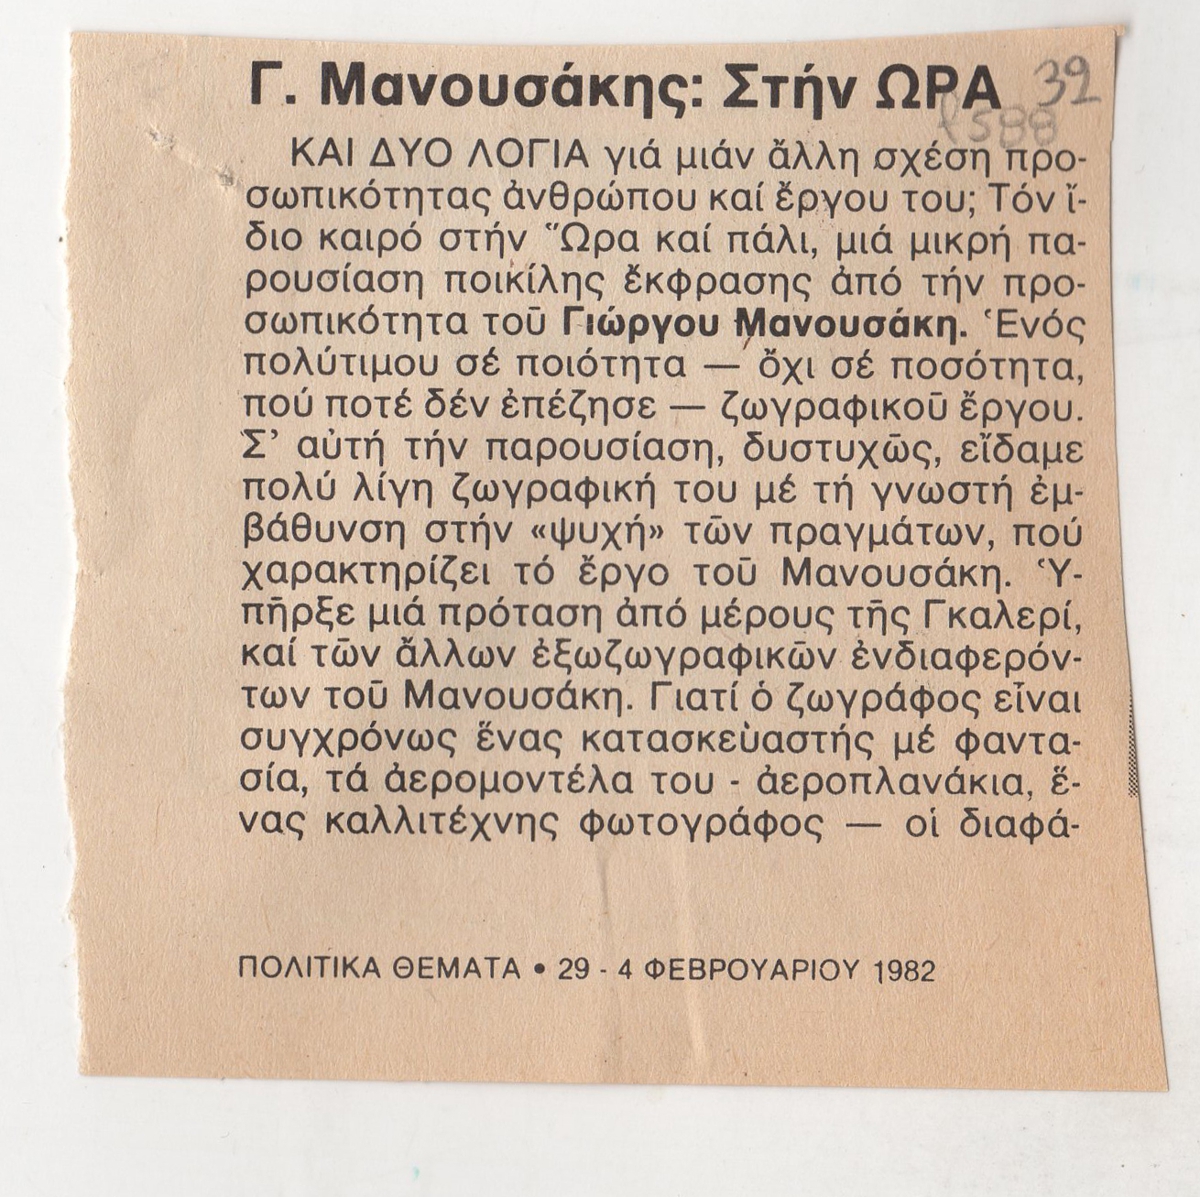 Γ. Μανουσάκης: Στήν ΩΡΑ 39
ΚΑΙ ΔΥΟ ΛΟΓΙΑ γιά μιάν ἄλλη σχέση προ-
σωπικότητας ἀνθρώπου καί ἔργου του; Τόν ἴ-
διο καιρό στήν Ὥρα καί πάλι, μιά μικρή πα-
ρουσίαση ποικίλης ἔκφρασης ἀπό τήν προ-
σωπικότητα τοῦ Γιώργου Μανουσάκη. Ἑνός
πολύτιμου σέ ποιότητα — ὄχι σέ ποσότητα,
πού ποτέ δέν ἐπέζησε — ζωγραφικοῦ ἔργου.
Σ’ αὐτή τήν παρουσίαση, δυστυχῶς, εἴδαμε
πολύ λίγη ζωγραφική του μέ τή γνωστή ἐμ-
βάθυνση στήν «ψυχή» τῶν πραγμάτων, πού
χαρακτηρίζει τό ἔργο τοῦ Μανουσάκη. Ὑ-
πῆρξε μιά πρόταση ἀπό μέρους τῆς Γκαλερί,
καί τῶν ἄλλων ἐξωζωγραφικῶν ἐνδιαφερόν-
των τοῦ Μανουσάκη. Γιατί ὁ ζωγράφος εἶναι
συγχρόνως ἕνας κατασκευαστής μέ φαντα-
σία, τά ἀερομοντέλα του - ἀεροπλανάκια, ἕ-
νας καλλιτέχνης φωτογράφος — οἱ διαφά-
ΠΟΛΙΤΙΚΑ ΘΕΜΑΤΑ • 29 - 4 ΦΕΒΡΟΥΑΡΙΟΥ 1982